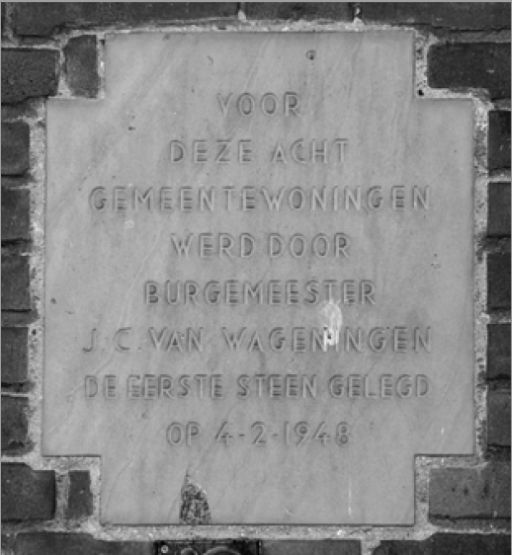 VOOR
DEZE ACHT
GEMEENTEWONINGEN
WERD DOOR
BURGEMEESTER
J.C. VAN WAGENINGEN
DE EERSTE STEEN GELEGD
OP 4-2-1948